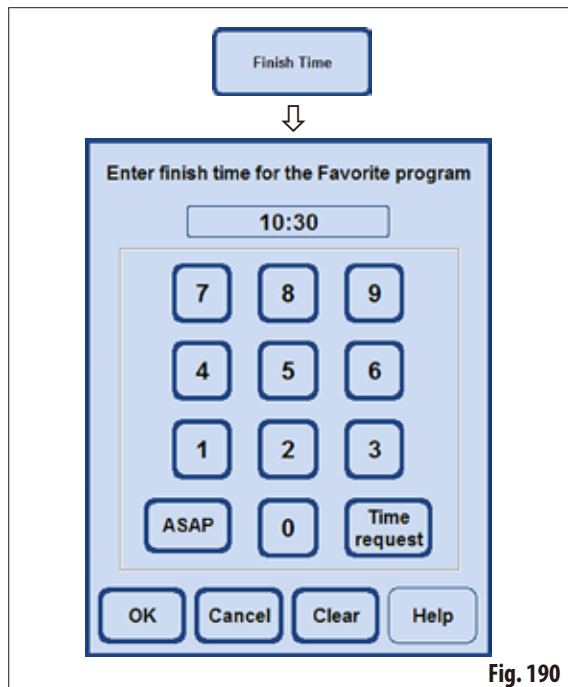 Finish Time
Enter finish time for the Favorite program
10:30
7 8 9
4 5 6
1 2 3
ASAP 0 Time
request
OK Cancel Clear Help
Fig. 190